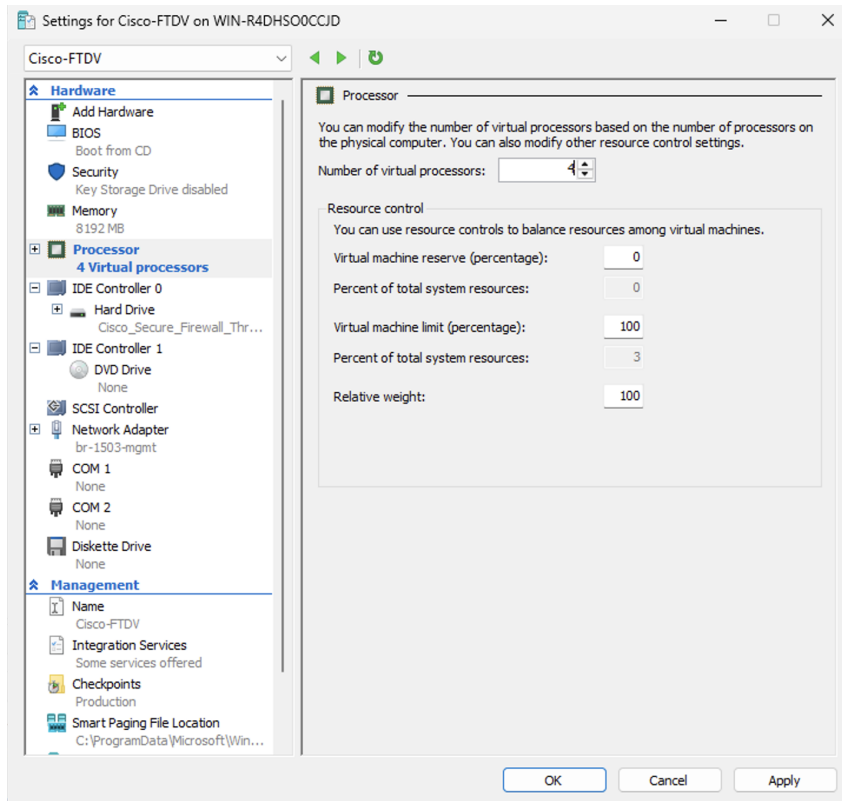 Settings for Cisco-FTDV on WIN-R4DHSO0CCJD
Cisco-FTDV
Hardware
Add Hardware
BIOS
Boot from CD
Security
Key Storage Drive disabled
Memory
8192 MB
Processor
4 Virtual processors
IDE Controller 0
Hard Drive
Cisco_Secure_Firewall_Thr...
IDE Controller 1
DVD Drive
None
SCSI Controller
Network Adapter
br-1503-mgmt
COM 1
None
COM 2
None
Diskette Drive
None
Management
Name
Cisco-FTDV
Integration Services
Some services offered
Checkpoints
Production
Smart Paging File Location
C:\ProgramData\Microsoft\Win...
Processor
You can modify the number of virtual processors based on the number of processors on
the physical computer. You can also modify other resource control settings.
Number of virtual processors: 4
Resource control
You can use resource controls to balance resources among virtual machines.
Virtual machine reserve (percentage): 0
Percent of total system resources: 0
Virtual machine limit (percentage): 100
Percent of total system resources: 3
Relative weight: 100
OK Cancel Apply